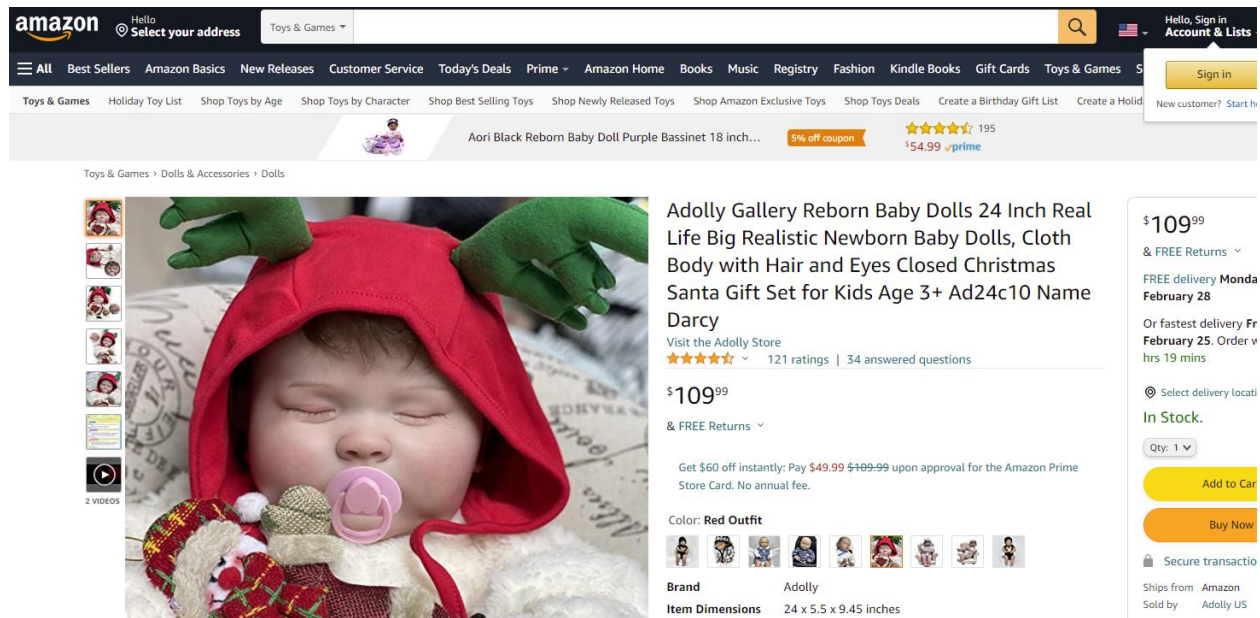 amazon
Hello
Select your address
Toys & Games
Hello, Sign in
Account & Lists
All Best Sellers Amazon Basics New Releases Customer Service Today's Deals Prime Amazon Home Books Music Registry Fashion Kindle Books Gift Cards Toys & Games S
Sign in
New customer? Start h
Toys & Games Holiday Toy List Shop Toys by Age Shop Toys by Character Shop Best Selling Toys Shop Newly Released Toys Shop Amazon Exclusive Toys Shop Toys Deals Create a Birthday Gift List Create a Holid
Aori Black Reborn Baby Doll Purple Bassinet 18 inch...
5% off coupon
195
$54.99 prime
Toys & Games › Dolls & Accessories › Dolls
2 VIDEOS
Adolly Gallery Reborn Baby Dolls 24 Inch Real
Life Big Realistic Newborn Baby Dolls, Cloth
Body with Hair and Eyes Closed Christmas
Santa Gift Set for Kids Age 3+ Ad24c10 Name
Darcy
Visit the Adolly Store
121 ratings | 34 answered questions
$10999
& FREE Returns
Get $60 off instantly: Pay $49.99 $109.99 upon approval for the Amazon Prime
Store Card. No annual fee.
Color: Red Outfit
Brand Adolly
Item Dimensions 24 x 5.5 x 9.45 inches
$10999
& FREE Returns
FREE delivery Monda
February 28
Or fastest delivery Fr
February 25. Order w
hrs 19 mins
Select delivery locati
In Stock.
Qty: 1
Add to Car
Buy Now
Secure transactio
Ships from Amazon
Sold by Adolly US